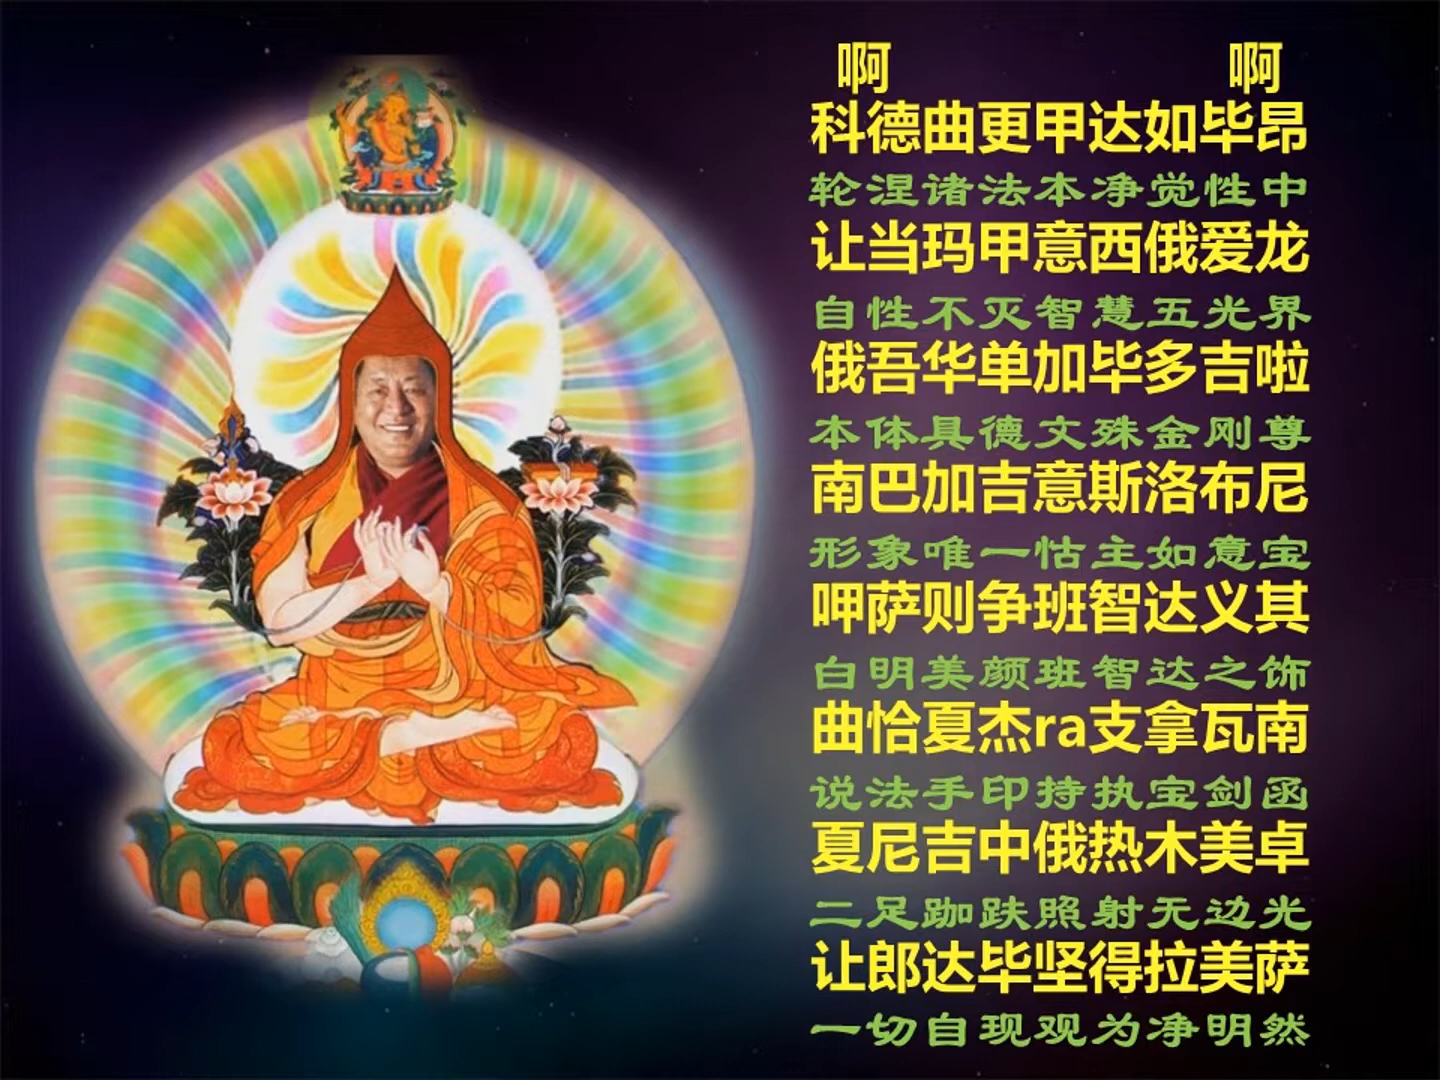 啊 啊
科德曲更甲达如毕昂
轮涅诸法本净觉性中
让当玛甲意西俄爱龙
自性不灭智慧五光界
俄吾华单加毕多吉啦
本体具德文殊金刚尊
南巴加吉意斯洛布尼
形象唯一怙主如意宝
呷萨则争班智达义其
白明美颜班智达之饰
曲恰夏杰ra支拿瓦南
说法手印持执宝剑函
夏尼吉中俄热木美卓
二足跏趺照射无边光
让郎达毕坚得拉美萨
一切自现观为净明然